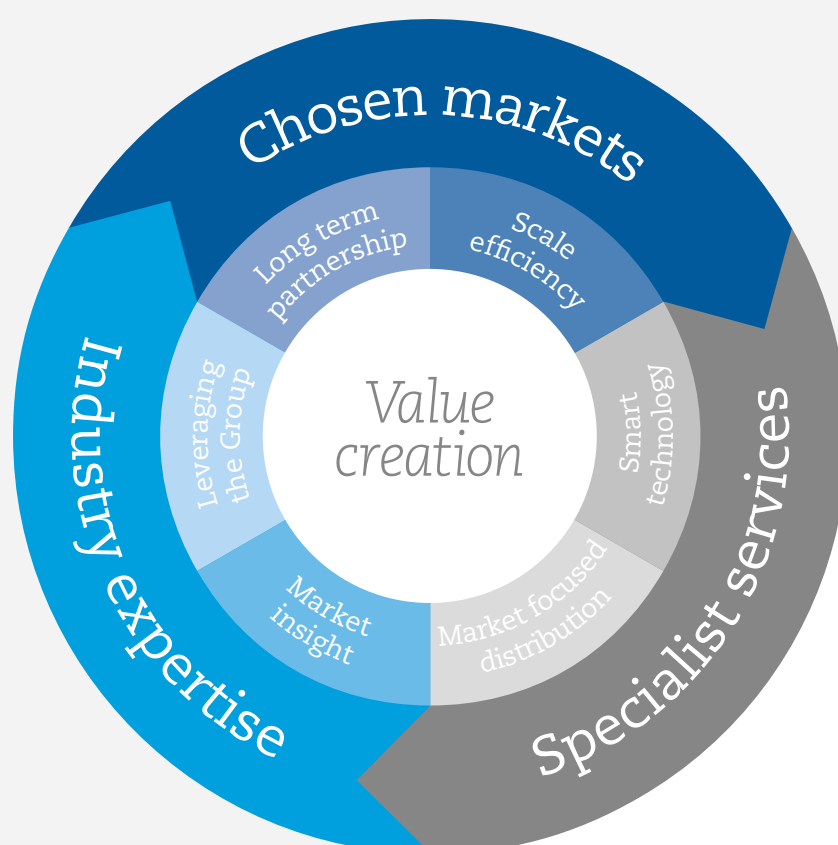 Chosen markets
Long term
partnership
Scale
efficiency
Smart
technology
Market focused
distribution
Market
insight
Leveraging
the Group
Value
creation
Specialist services
Industry expertise